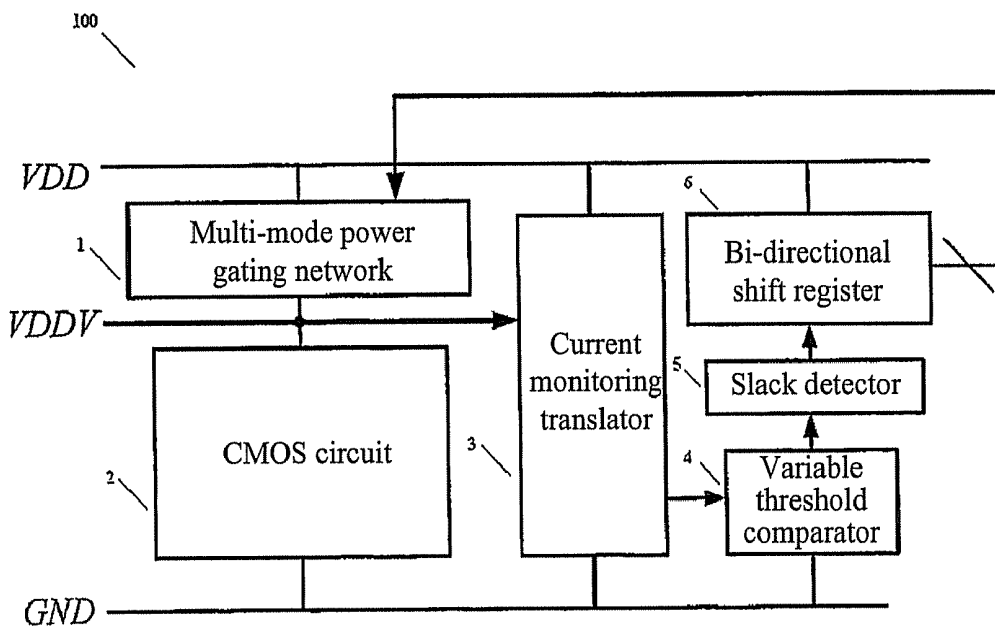 100
VDD
6
Multi-mode power
gating network
1
Bi-directional
shift register
VDDV
Current
monitoring
translator
5
Slack detector
CMOS circuit
2
3
4
Variable
threshold
comparator
GND